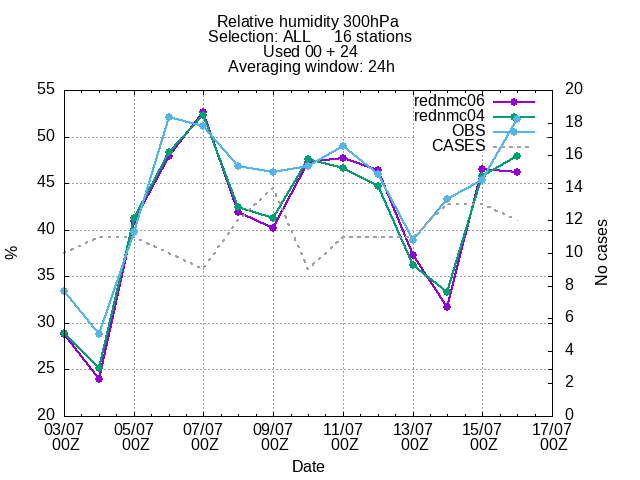 Relative humidity 300hPa
Selection: ALL 16 stations
Used 00 + 24
Averaging window: 24h
rednmc06
rednmc04
OBS
CASES
55
50
45
40
35
30
25
20
%
20
18
16
14
12
10
8
6
4
2
0
No cases
03/07 05/07 07/07 09/07 11/07 13/07 15/07 17/07
00Z 00Z 00Z 00Z 00Z 00Z 00Z 00Z
Date